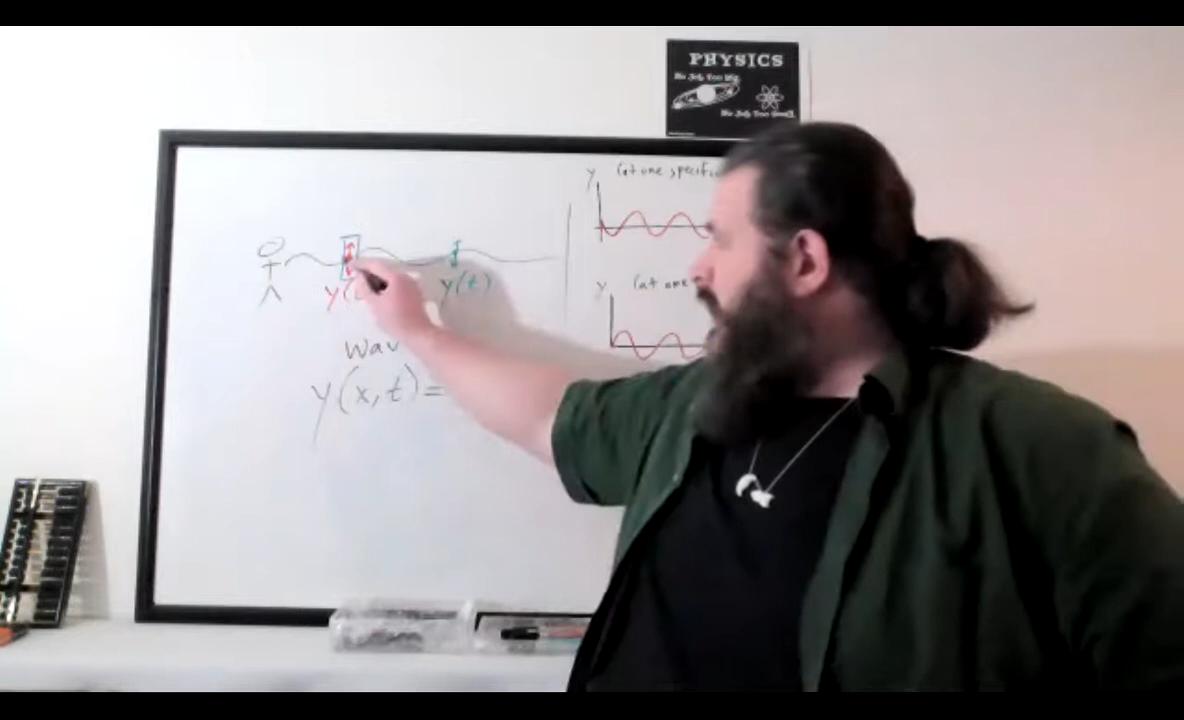 PHYSICS
No Job Too Big
No Job Too Small
y (at one specific
y(
y(t)
y (at one
Wav
y(x,t)=